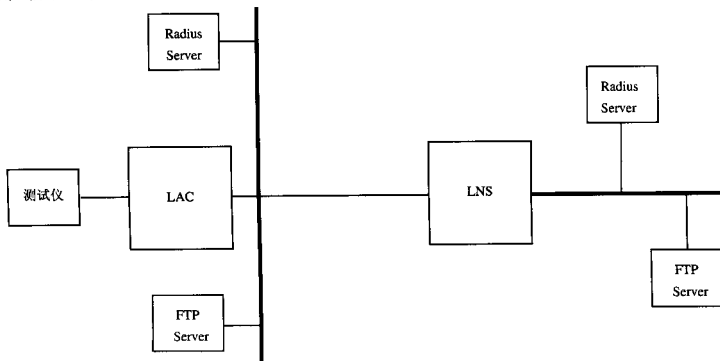 Radius
Server
Radius
Server
测试仪
LAC
LNS
FTP
Server
FTP
Server